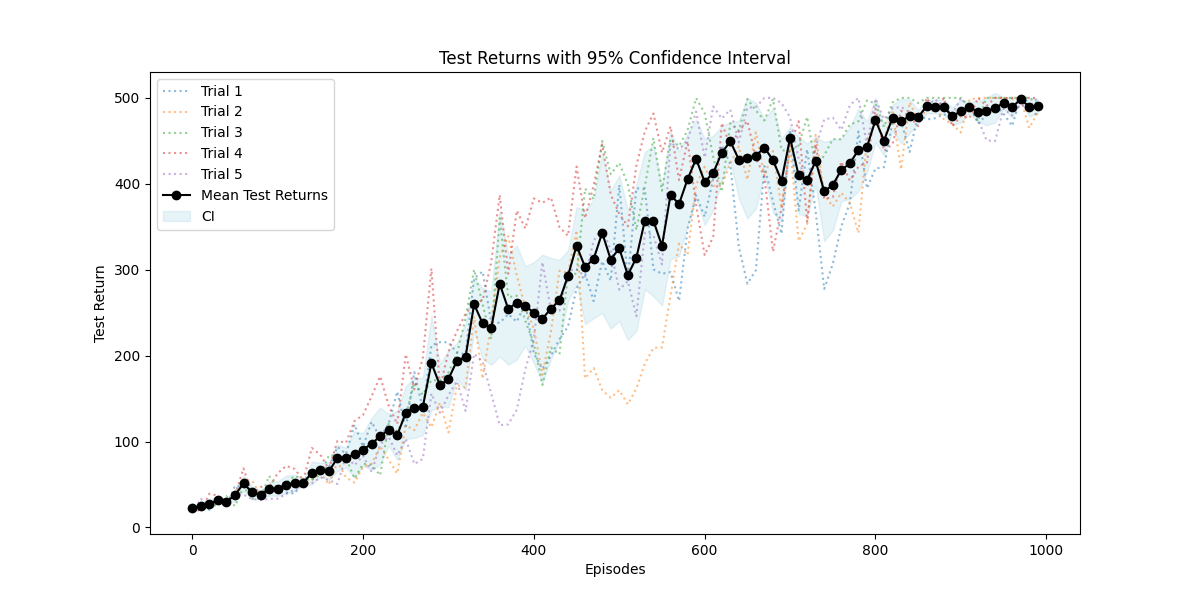 Test Returns with 95% Confidence Interval
Trial 1
Trial 2
Trial 3
Trial 4
Trial 5
Mean Test Returns
CI
Test Return
500
400
300
200
100
0
0 200 400 600 800 1000
Episodes